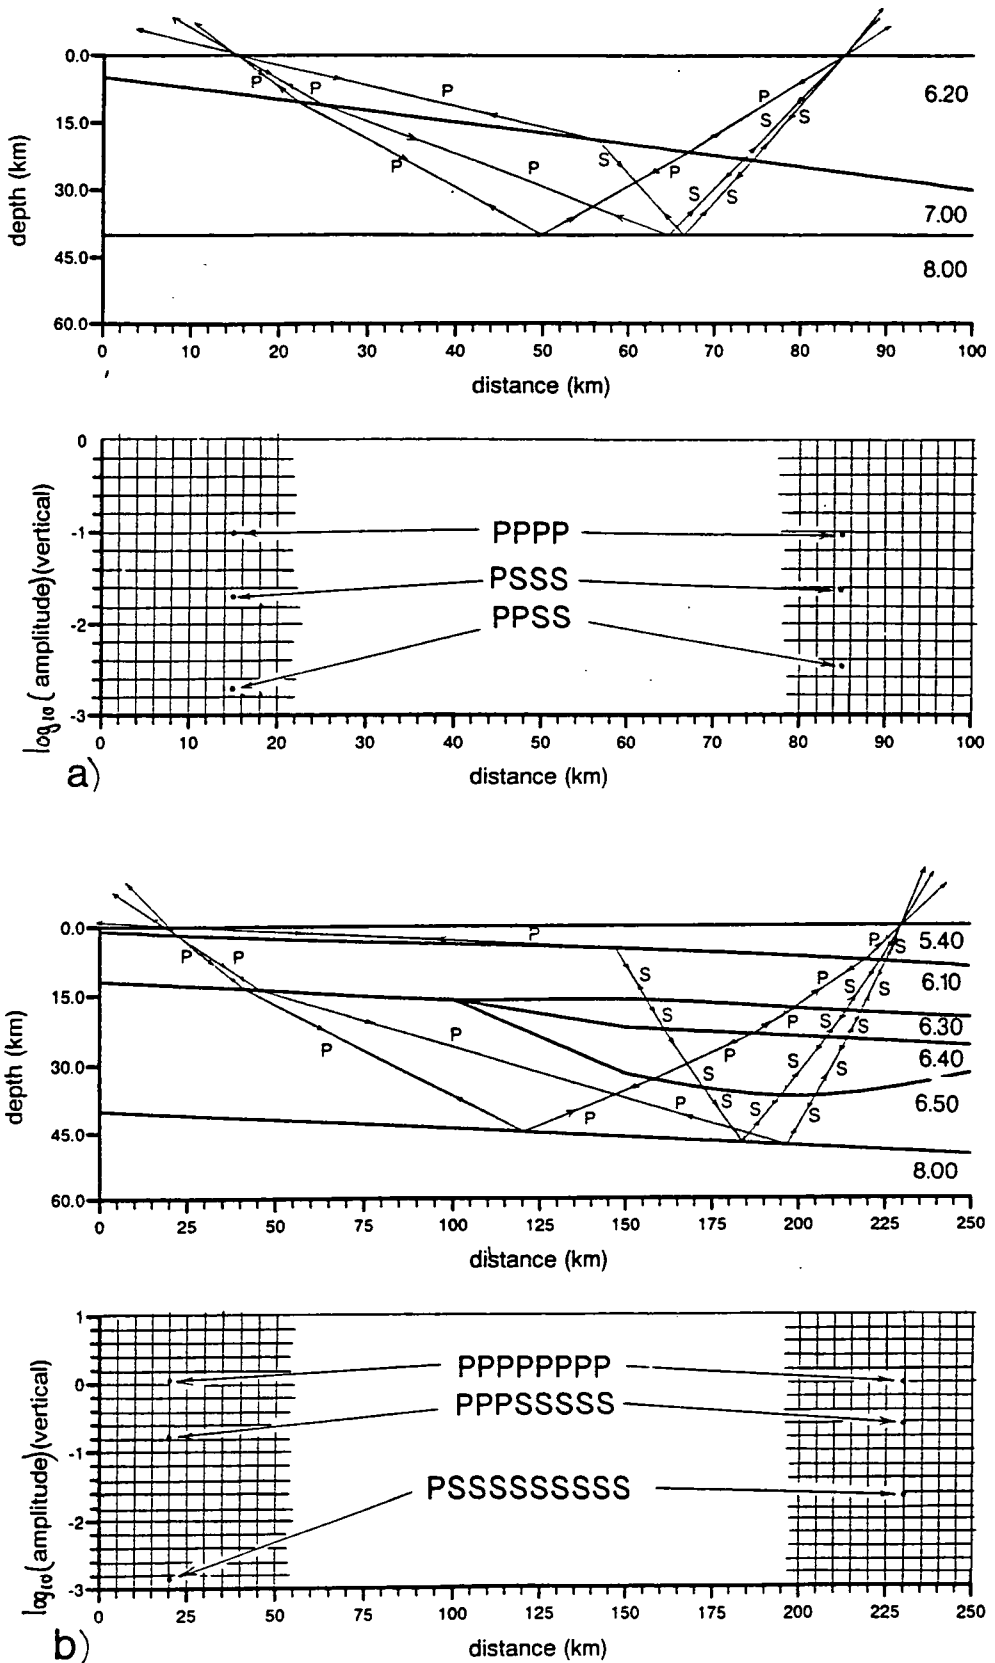 0.0
15.0
30.0
45.0
60.0
depth (km)
P P P P S P S S
P P P S S
6.20
7.00
8.00
0 10 20 30 40 50 60 70 80 90 100
distance (km)
0
-1
-2
-3
log10(amplitude)(vertical)
PPPP
PSSS
PPSS
0 10 20 30 40 50 60 70 80 90 100
distance (km)
a)
0.0
15.0
30.0
45.0
60.0
depth (km)
P P P P S
P P S S S
P S P S S
P P S S S
P P S S S
5.40
6.10
6.30
6.40
6.50
8.00
0 25 50 75 100 125 150 175 200 225 250
distance (km)
1
0
-1
-2
-3
log10(amplitude)(vertical)
PPPPPPPP
PPPSSSSS
PSSSSSSSSS
0 25 50 75 100 125 150 175 200 225 250
distance (km)
b)